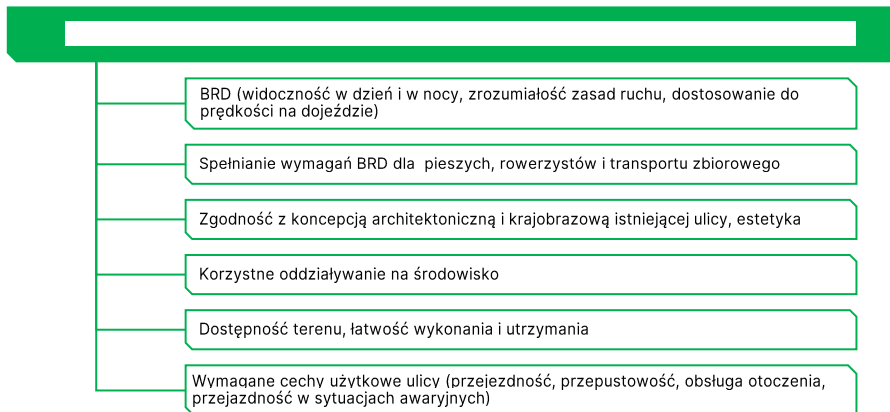 BRD (widoczność w dzień i w nocy, zrozumiałość zasad ruchu, dostosowanie do
prędkości na dojeździe)
Spełnianie wymagań BRD dla  pieszych, rowerzystów i transportu zbiorowego
Zgodność z koncepcją architektoniczną i krajobrazową istniejącej ulicy, estetyka
Korzystne oddziaływanie na środowisko
Dostępność terenu, łatwość wykonania i utrzymania
Wymagane cechy użytkowe ulicy (przejezdność, przepustowość, obsługa otoczenia,
przejazdność w sytuacjach awaryjnych)